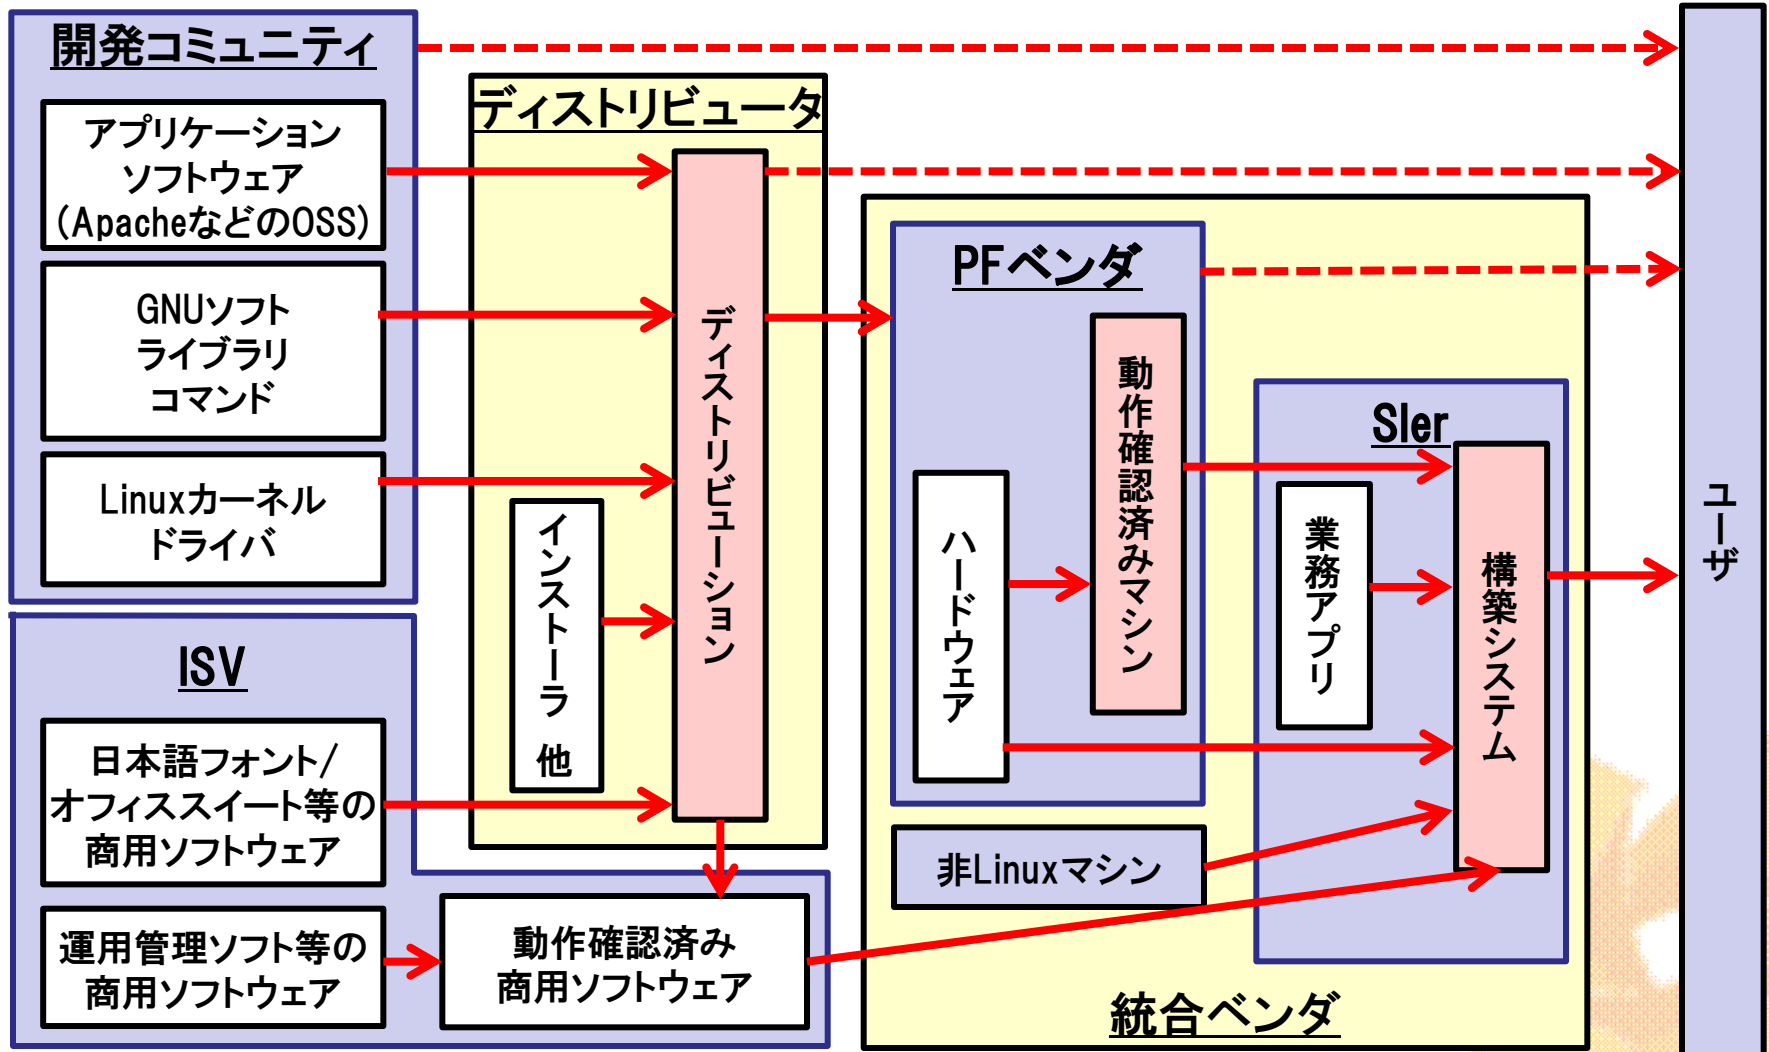 開発コミュニティ
アプリケーション
ソフトウェア
(ApacheなどのOSS)
GNUソフト
ライブラリ
コマンド
Linuxカーネル
ドライバ
ISV
日本語フォント/
オフィススイート等の
商用ソフトウェア
運用管理ソフト等の
商用ソフトウェア
動作確認済み
商用ソフトウェア
ディストリビュータ
インストーラ 他
ディストリビューション
PFベンダ
ハードウェア
動作確認済みマシン
非Linuxマシン
SIer
業務アプリ
構築システム
統合ベンダ
ユーザ